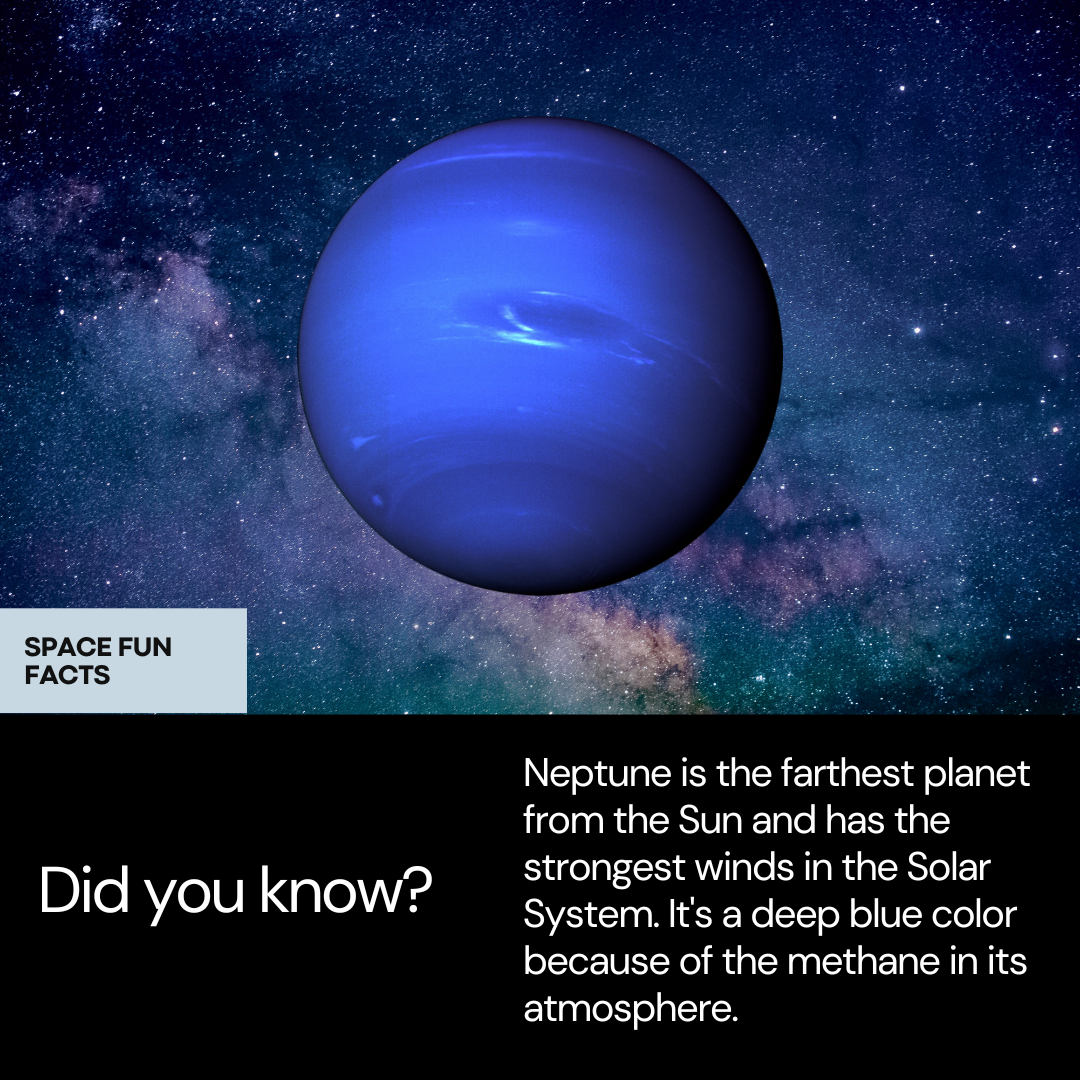 SPACE FUN
FACTS
Did you know?
Neptune is the farthest planet
from the Sun and has the
strongest winds in the Solar
System. It's a deep blue color
because of the methane in its
atmosphere.